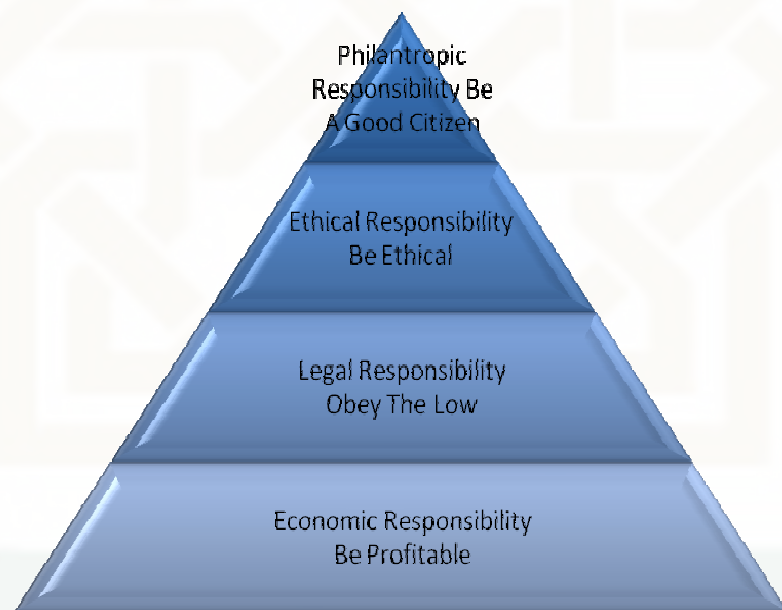 Philantropic
Responsibility Be
A Good Citizen
Ethical Responsibility
Be Ethical
Legal Responsibility
Obey The Low
Economic Responsibility
Be Profitable